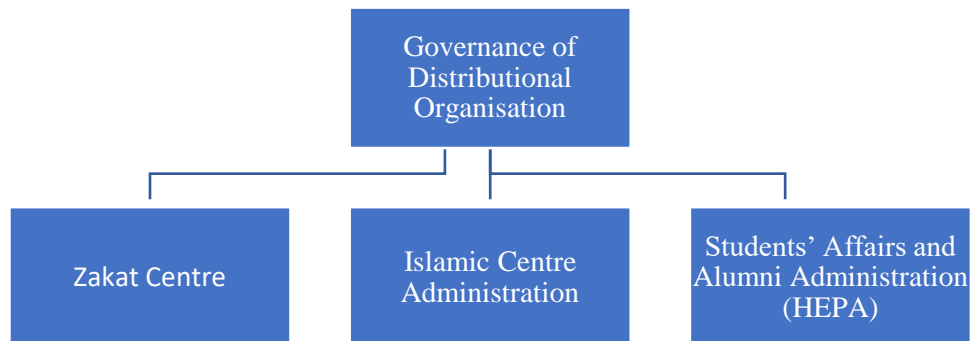 Governance of
Distributional
Organisation
Zakat Centre
Islamic Centre
Administration
Students’ Affairs and
Alumni Administration
(HEPA)